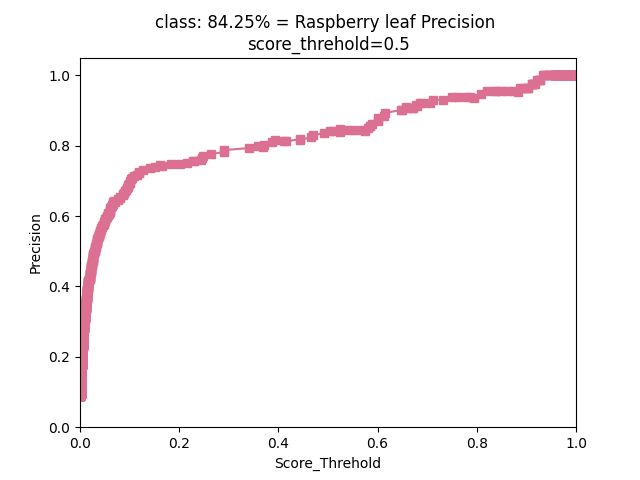 class: 84.25% = Raspberry leaf Precision
score_threhold=0.5
1.0
0.8
0.6
0.4
0.2
0.0
Precision
0.0 0.2 0.4 0.6 0.8 1.0
Score_Threhold